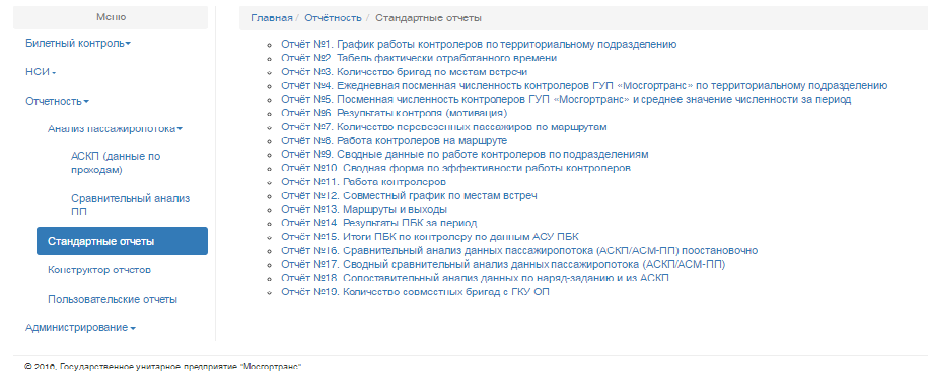 Меню
Билетный контроль
НСИ
Отчетность
Анализ пассажиропотока
АСКП (данные по
проходам)
Сравнительный анализ
ПП
Стандартные отчеты
Конструктор отчетов
Пользовательские отчеты
Администрирование
Главная / Отчётность / Стандартные отчеты
Отчёт №1. График работы контролеров по территориальному подразделению
Отчёт №2. Табель фактически отработанного времени
Отчёт №3. Количество бригад по местам встречи
Отчёт №4. Ежедневная посменная численность контролеров ГУП «Мосгортранс» по территориальному подразделению
Отчёт №5. Посменная численность контролеров ГУП «Мосгортранс» и среднее значение численности за период
Отчёт №6. Результаты контроля (мотивация)
Отчёт №7. Количество перевезенных пассажиров по маршрутам
Отчёт №8. Работа контролеров на маршруте
Отчёт №9. Сводные данные по работе контролеров по подразделениям
Отчёт №10. Сводная форма по эффективности работы контролеров
Отчёт №11. Работа контролеров
Отчёт №12. Совместный график по местам встреч
Отчёт №13. Маршруты и выходы
Отчёт №14. Результаты ПБК за период
Отчёт №15. Итоги ПБК по контролеру по данным АСУ ПБК
Отчёт №16. Сравнительный анализ данных пассажиропотока (АСКП/АСМ-ПП) поостановочно
Отчёт №17. Сводный сравнительный анализ данных пассажиропотока (АСКП/АСМ-ПП)
Отчёт №18. Сопоставительный анализ данных по наряд-заданию и из АСКП
Отчёт №19. Количество совместных бригад с ГКУ ОП
© 2016, Государственное унитарное предприятие "Мосгортранс"